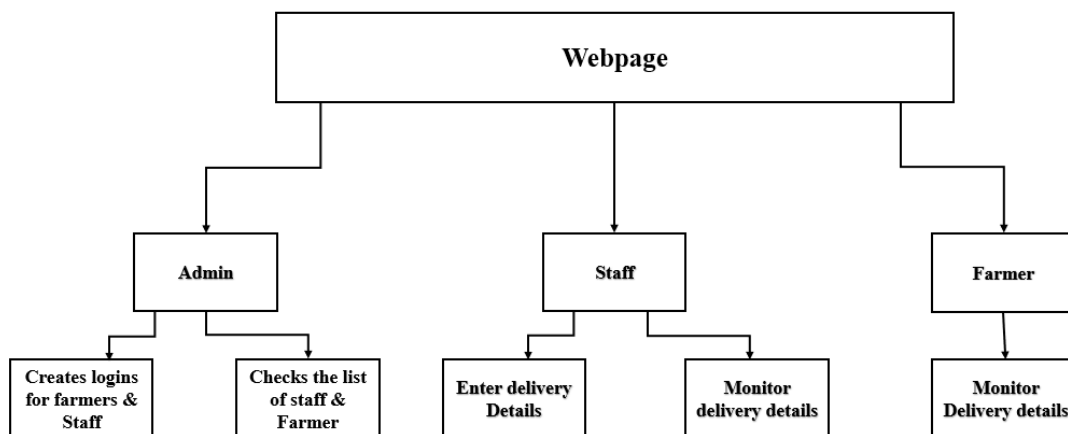 Webpage
Admin
Staff
Farmer
Creates logins
for farmers &
Staff
Checks the list
of staff &
Farmer
Enter delivery
Details
Monitor
delivery details
Monitor
Delivery details